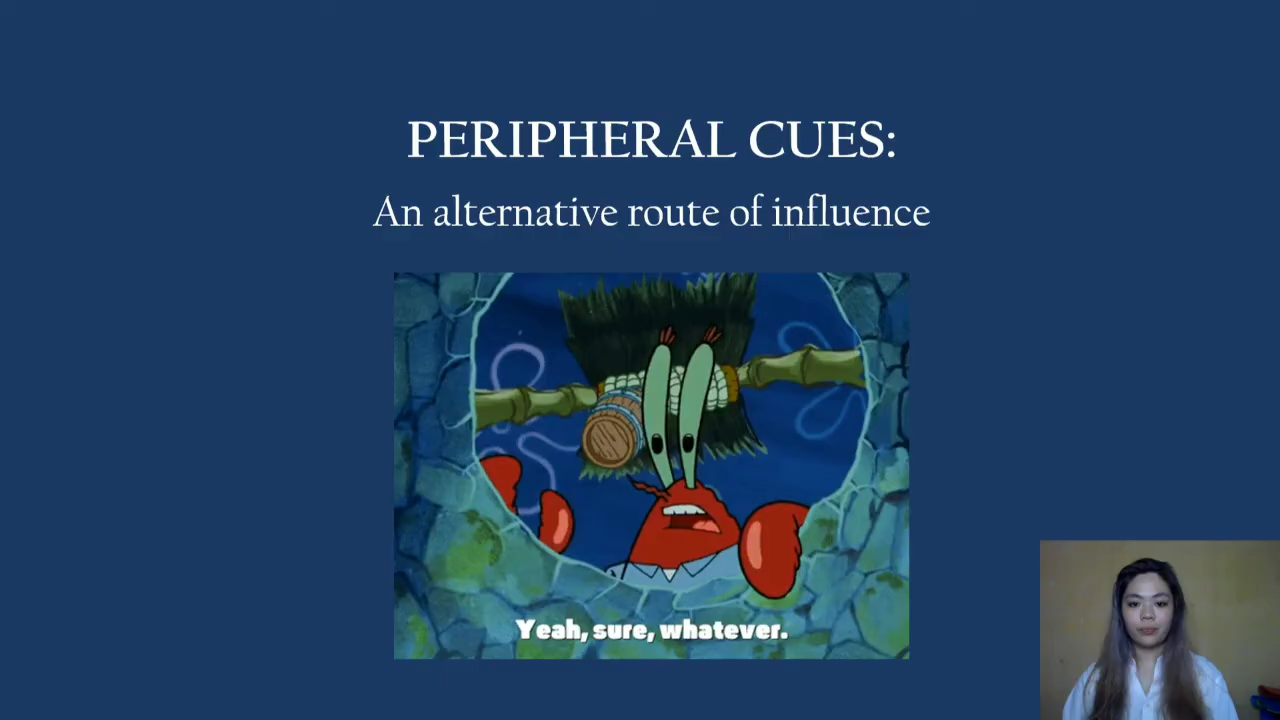 PERIPHERAL CUES:
An alternative route of influence
Yeah, sure, whatever.